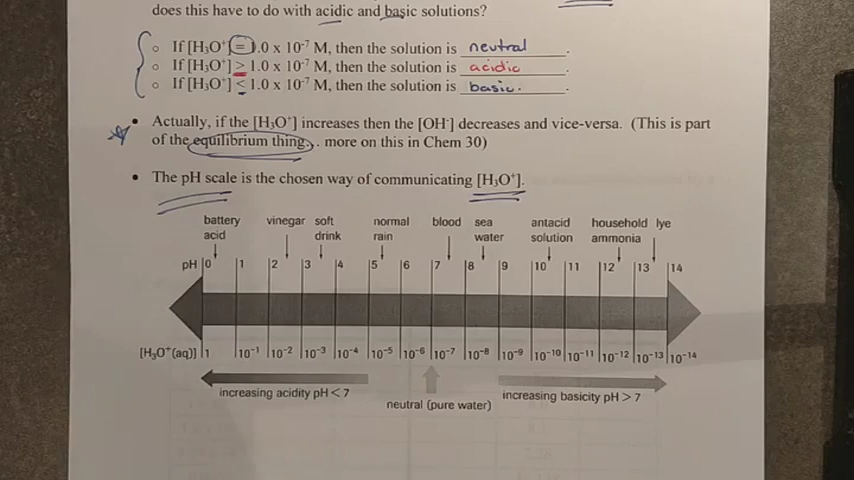 does this have to do with acidic and basic solutions?
○ If [H₃O⁺] = 1.0 x 10⁻⁷ M, then the solution is neutral.
○ If [H₃O⁺] > 1.0 x 10⁻⁷ M, then the solution is acidic.
○ If [H₃O⁺] < 1.0 x 10⁻⁷ M, then the solution is basic.
• Actually, if the [H₃O⁺] increases then the [OH⁻] decreases and vice-versa. (This is part
of the equilibrium thing... more on this in Chem 30)
• The pH scale is the chosen way of communicating [H₃O⁺].
battery vinegar soft normal blood sea antacid household lye
acid drink rain water solution ammonia
pH 0 1 2 3 4 5 6 7 8 9 10 11 12 13 14
[H₃O⁺(aq)] 1 10⁻¹ 10⁻² 10⁻³ 10⁻⁴ 10⁻⁵ 10⁻⁶ 10⁻⁷ 10⁻⁸ 10⁻⁹ 10⁻¹⁰ 10⁻¹¹ 10⁻¹² 10⁻¹³ 10⁻¹⁴
increasing acidity pH < 7 neutral (pure water) increasing basicity pH > 7